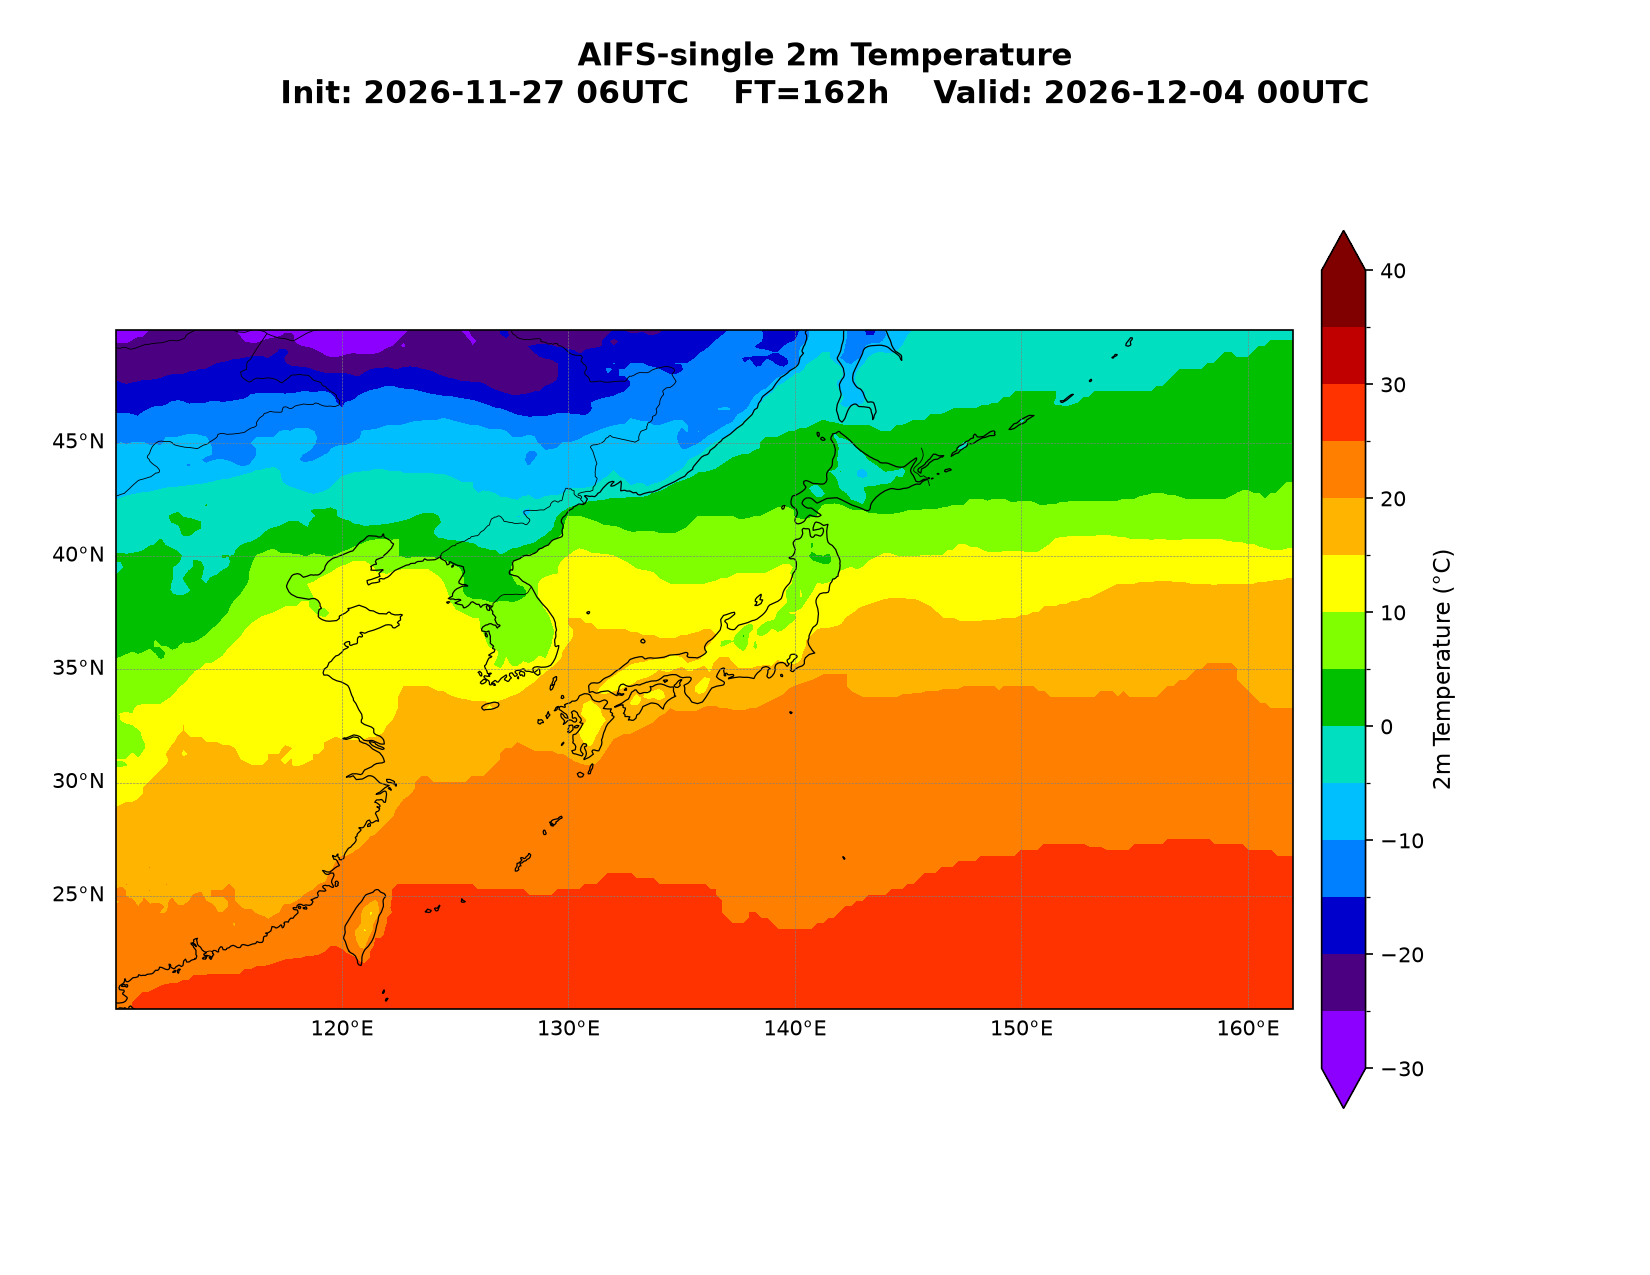 AIFS-single 2m Temperature
Init: 2026-11-27 06UTC    FT=162h    Valid: 2026-12-04 00UTC
45°N
40°N
35°N
30°N
25°N
120°E
130°E
140°E
150°E
160°E
40
30
20
10
0
−10
−20
−30
2m Temperature (°C)